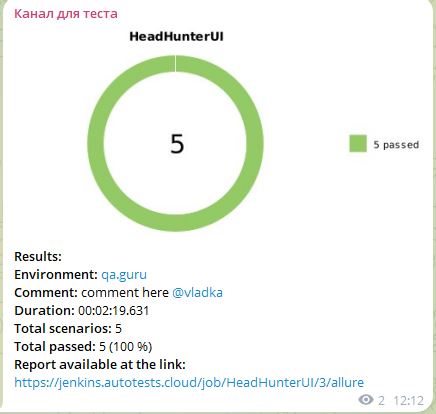 Канал для теста
HeadHunterUI
5
5 passed
Results:
Environment: qa.guru
Comment: comment here @vladka
Duration: 00:02:19.631
Total scenarios: 5
Total passed: 5 (100 %)
Report available at the link:
https://jenkins.autotests.cloud/job/HeadHunterUI/3/allure
2 12:12